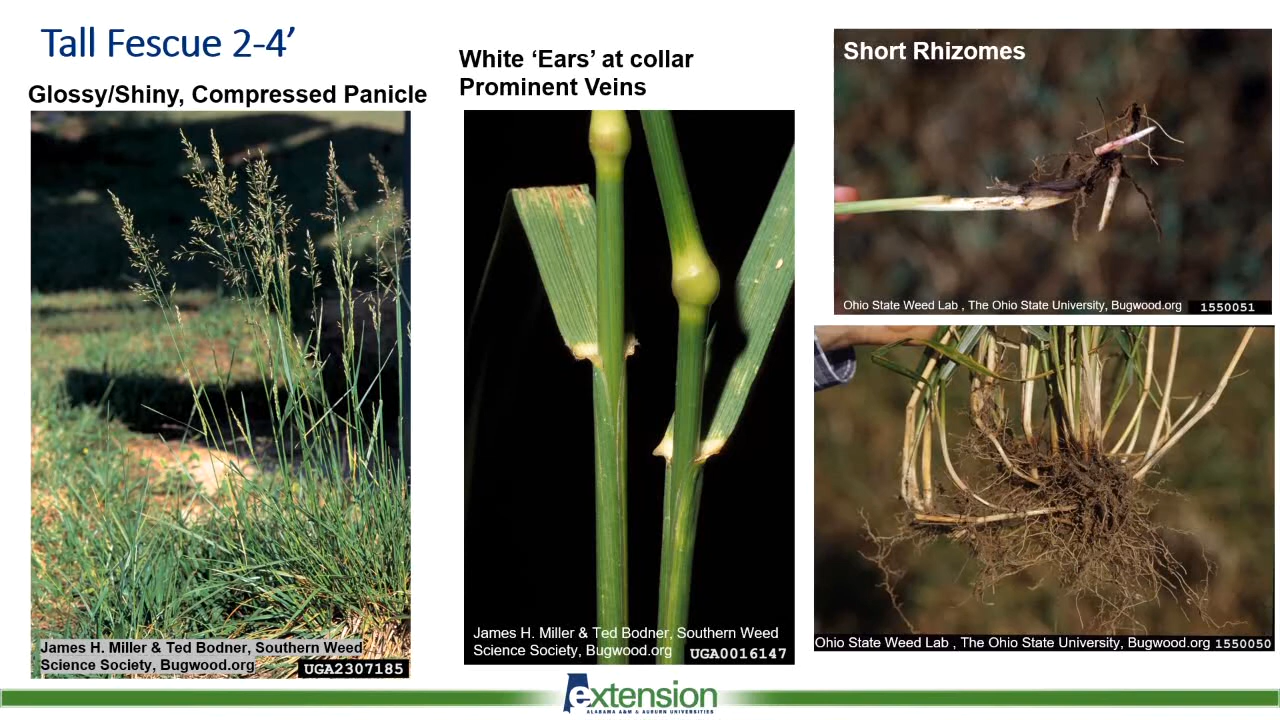 Tall Fescue 2-4’
Glossy/Shiny, Compressed Panicle
James H. Miller & Ted Bodner, Southern Weed
Science Society, Bugwood.org
UGA2307185
White ‘Ears’ at collar
Prominent Veins
James H. Miller & Ted Bodner, Southern Weed
Science Society, Bugwood.org
UGA0016147
Short Rhizomes
Ohio State Weed Lab , The Ohio State University, Bugwood.org
1550051
Ohio State Weed Lab , The Ohio State University, Bugwood.org
1550050
extension
ALABAMA A&M & AUBURN UNIVERSITIES